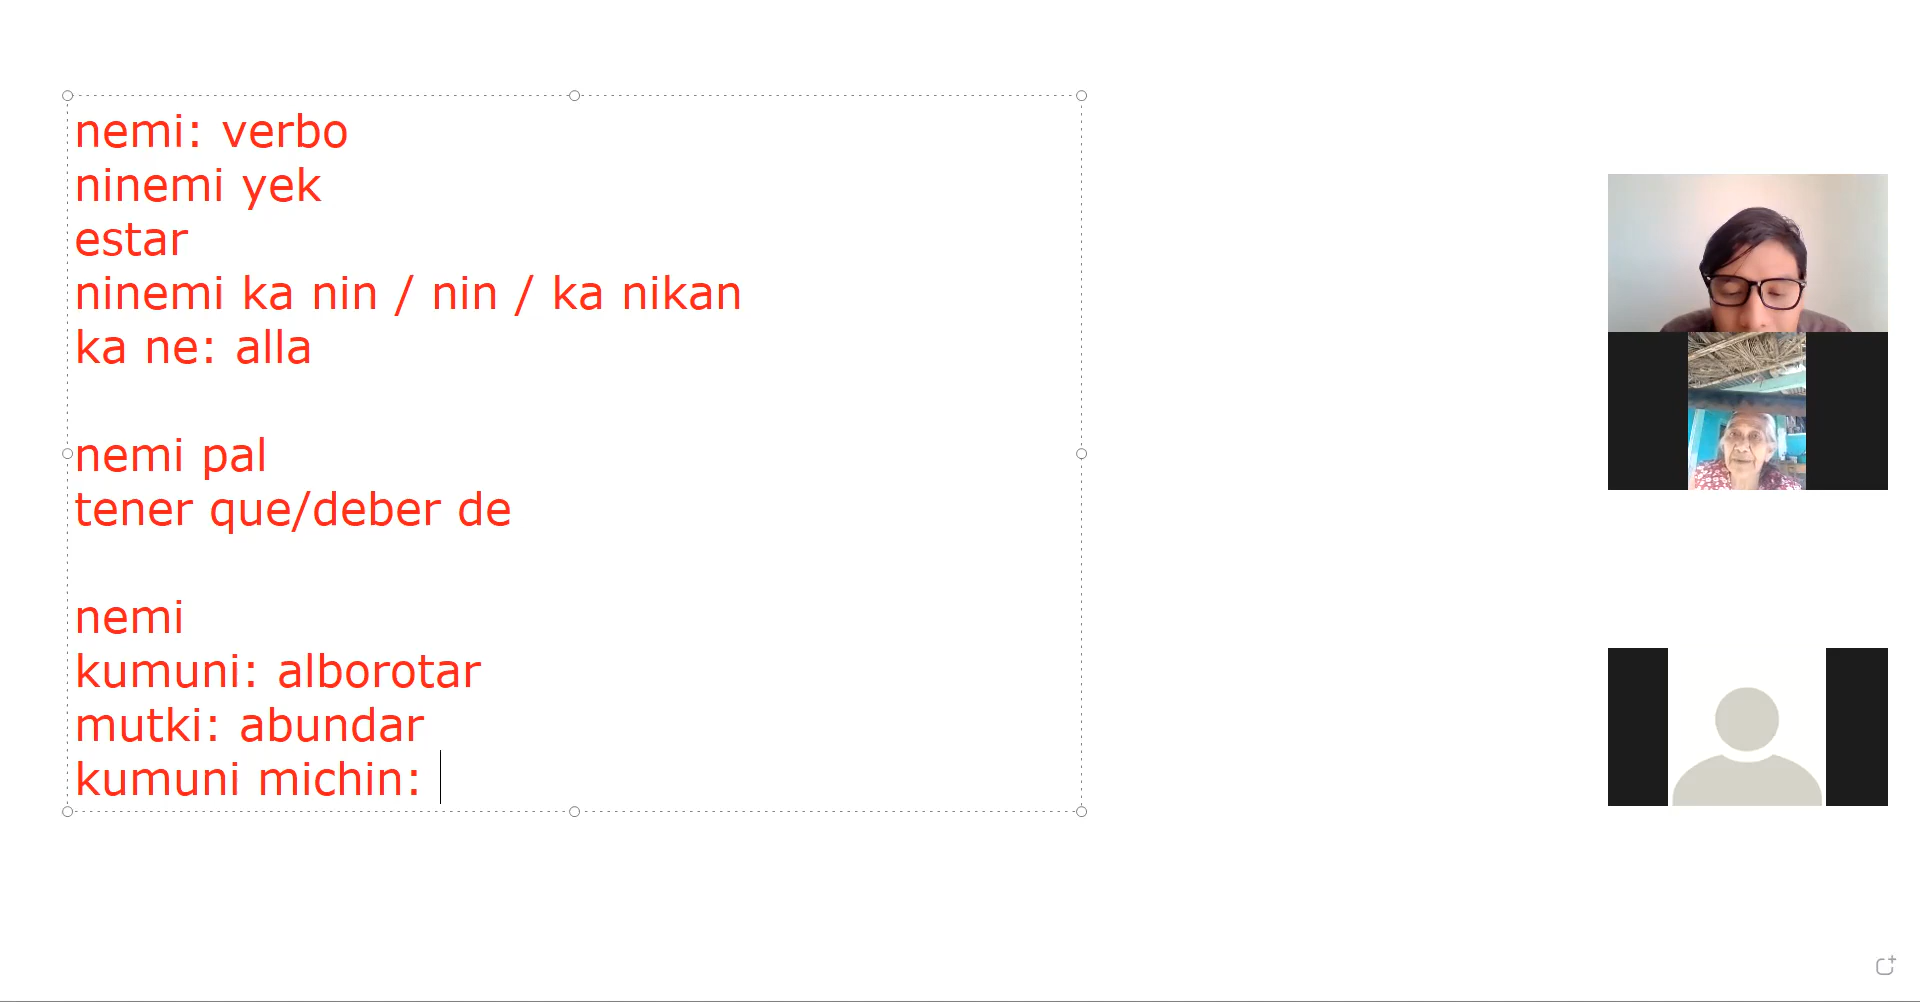 nemi: verbo
ninemi yek
estar
ninemi ka nin / nin / ka nikan
ka ne: alla
nemi pal
tener que/deber de
nemi
kumuni: alborotar
mutki: abundar
kumuni michin: